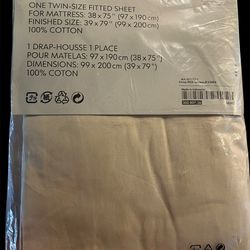 ONE TWIN-SIZE FITTED SHEET
FOR MATTRESS: 38 x 75" (97 x 190 cm)
FINISHED SIZE: 39 x 79" (99 x 200 cm)
100% COTTON
1 DRAP-HOUSSE 1 PLACE
POUR MATELAS: 97 x 190 cm (38 x 75")
DIMENSIONS: 99 x 200 cm (39 x 79")
100% COTON